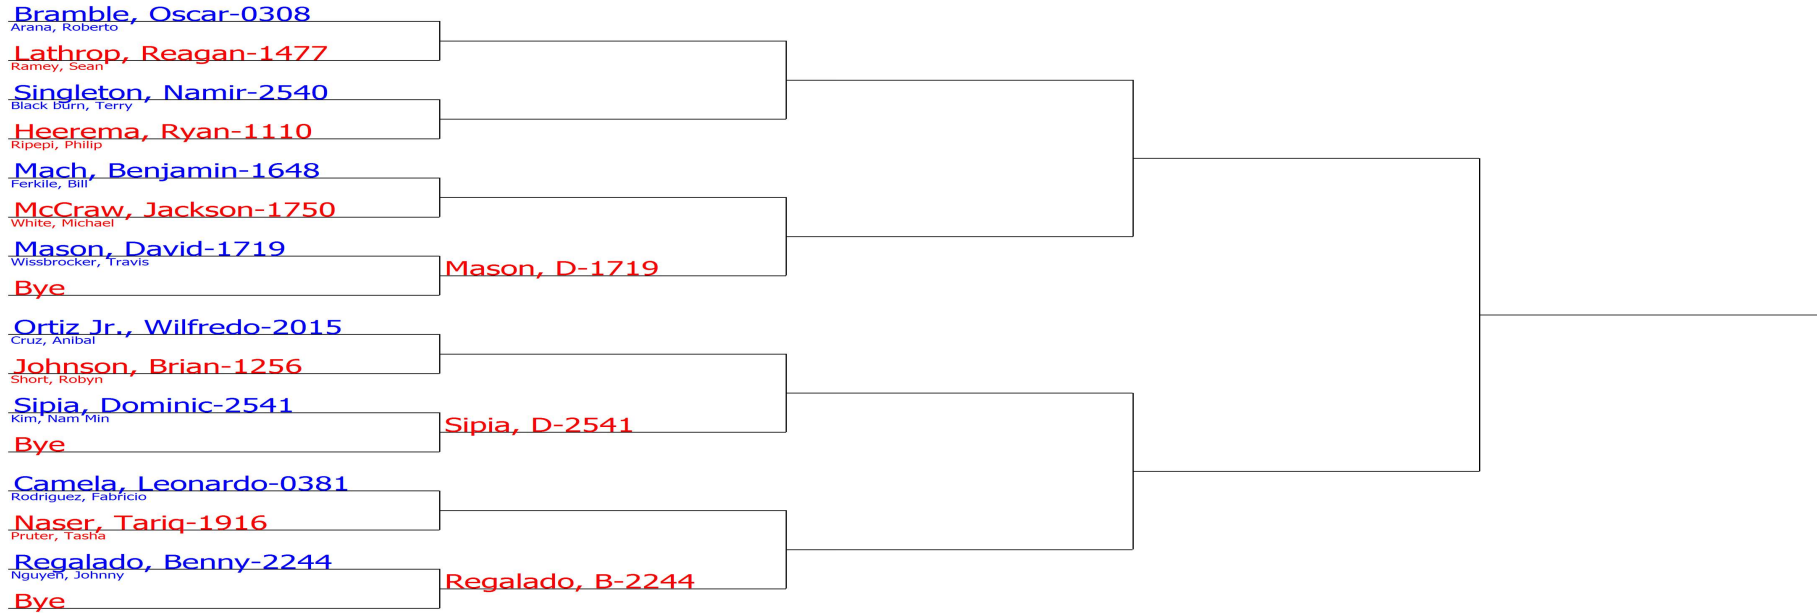 Bramble, Oscar-0308
Arana, Roberto
Lathrop, Reagan-1477
Ramey, Sean
Singleton, Namir-2540
Black burn, Terry
Heerema, Ryan-1110
Ripepi, Philip
Mach, Benjamin-1648
Ferkile, Bill
McCraw, Jackson-1750
White, Michael
Mason, David-1719
Wissbrocker, Travis
Mason, D-1719
Bye
Ortiz Jr., Wilfredo-2015
Cruz, Anibal
Johnson, Brian-1256
Short, Robyn
Sipia, Dominic-2541
Kim, Nam Min
Sipia, D-2541
Bye
Camela, Leonardo-0381
Rodriguez, Fabricio
Naser, Tariq-1916
Pruter, Tasha
Regalado, Benny-2244
Nguyen, Johnny
Regalado, B-2244
Bye